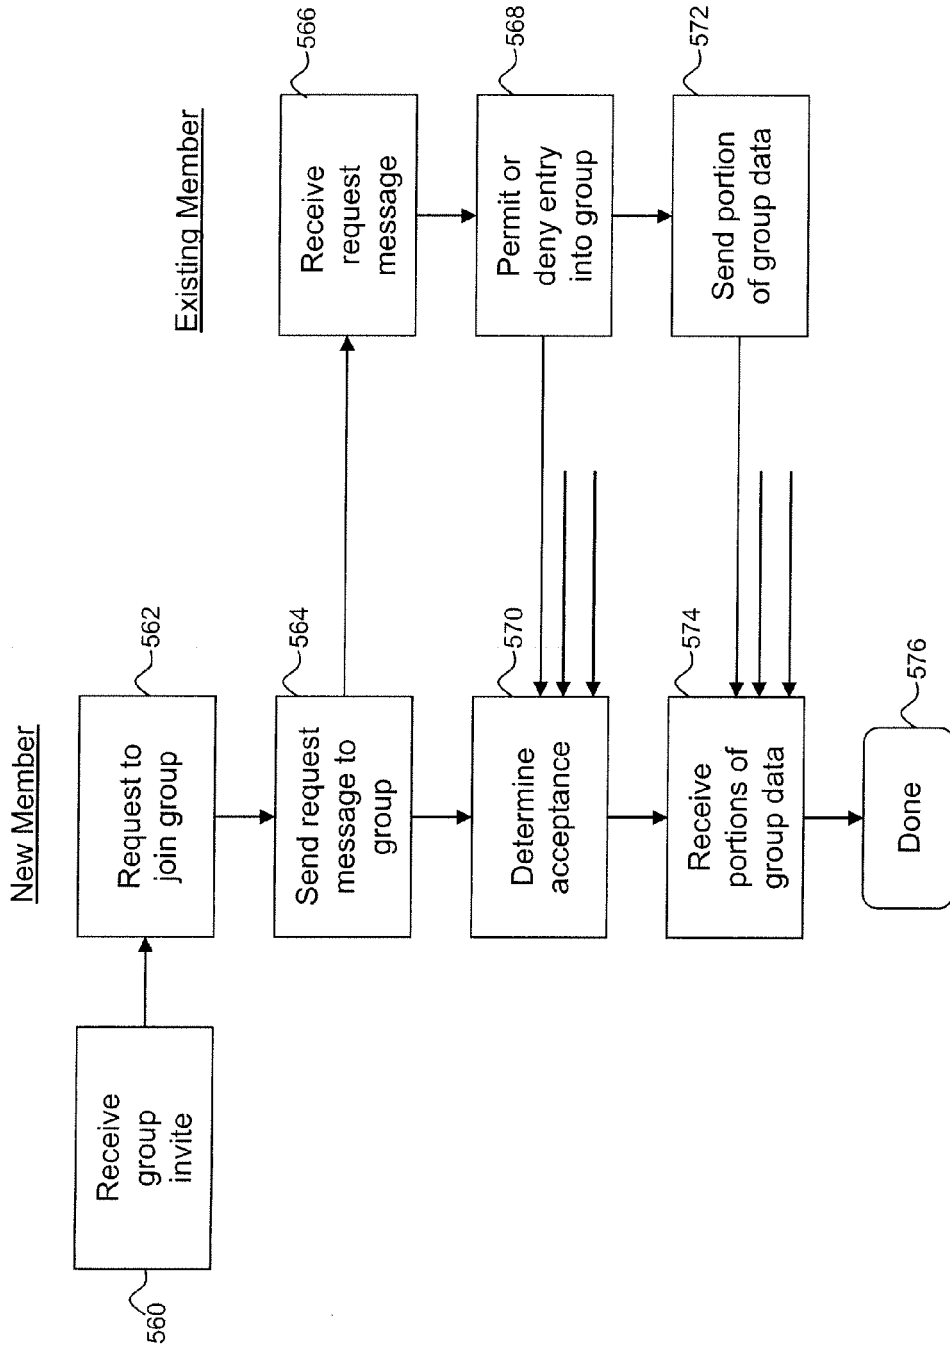 New Member
Existing Member
560
Receive
group
invite
562
Request to
join group
564
Send request
message to
group
566
Receive
request
message
568
Permit or
deny entry
into group
570
Determine
acceptance
572
Send portion
of group data
574
Receive
portions of
group data
576
Done